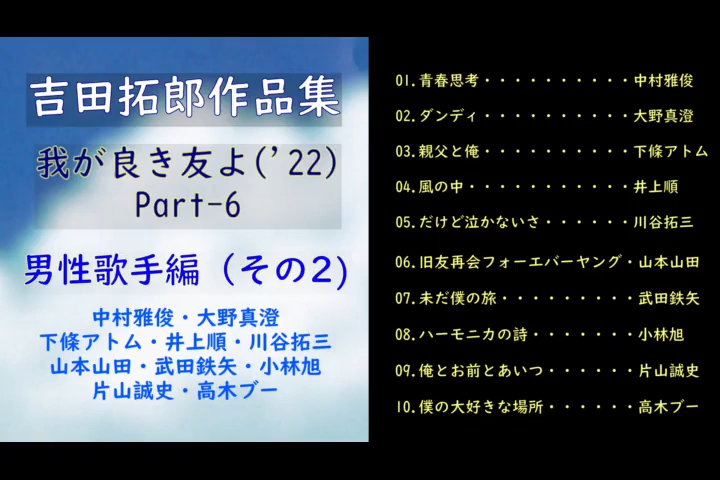 吉田拓郎作品集
我が良き友よ('22)
Part-6
男性歌手編（その2）
中村雅俊・大野真澄
下條アトム・井上順・川谷拓三
山本山田・武田鉄矢・小林旭
片山誠史・高木ブー
01.青春思考・・・・・・・・・・中村雅俊
02.ダンディ・・・・・・・・・・大野真澄
03.親父と俺・・・・・・・・・・下條アトム
04.風の中・・・・・・・・・・・井上順
05.だけど泣かないさ・・・・・・川谷拓三
06.旧友再会フォーエバーヤング・山本山田
07.未だ僕の旅・・・・・・・・・武田鉄矢
08.ハーモニカの詩・・・・・・・小林旭
09.俺とお前とあいつ・・・・・・片山誠史
10.僕の大好きな場所・・・・・・高木ブー